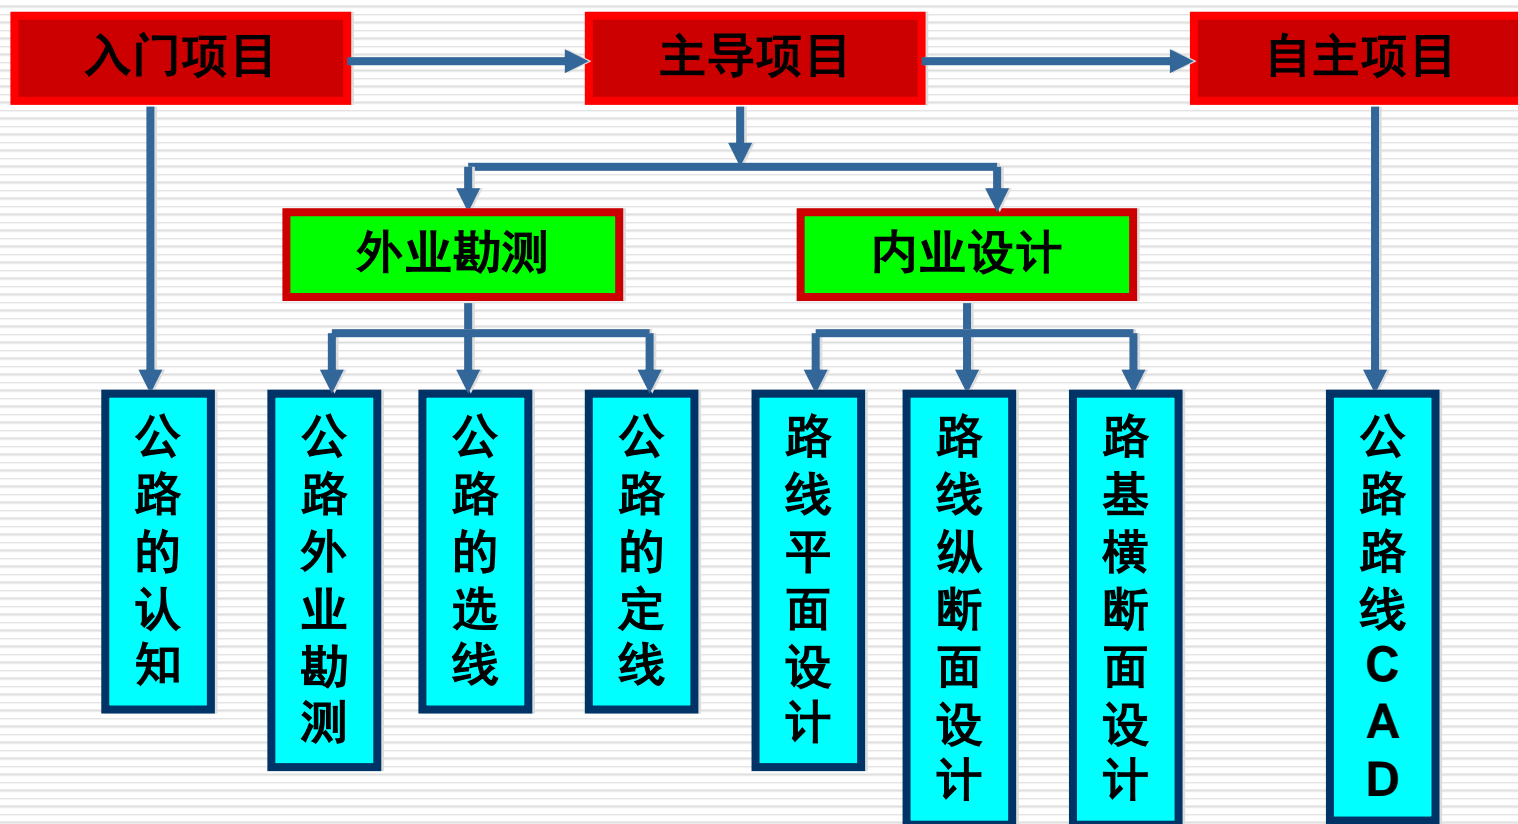 入门项目
主导项目
自主项目
外业勘测
内业设计
公路的认知
公路外业勘测
公路的选线
公路的定线
路线平面设计
路线纵断面设计
路基横断面设计
公路路线CAD